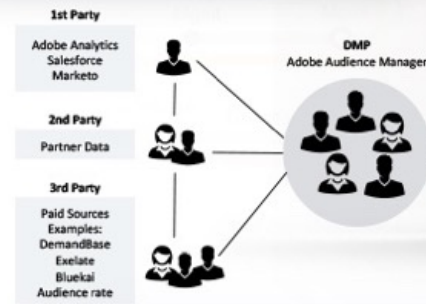 1st Party
Adobe Analytics
Salesforce
Marketo
2nd Party
Partner Data
3rd Party
Paid Sources
Examples:
DemandBase
Exelate
Bluekai
Audience rate
DMP
Adobe Audience Manager